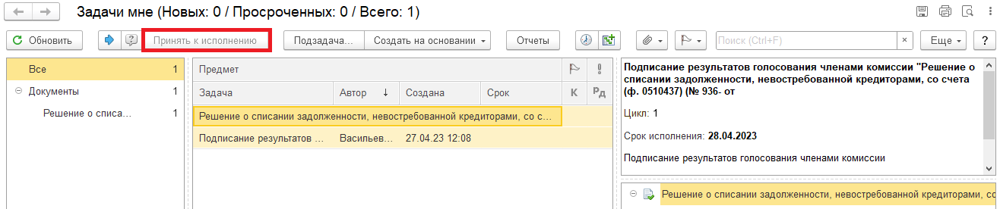 Задачи мне (Новых: 0 / Просроченных: 0 / Всего: 1)
Обновить Принять к исполнению Подзадача... Создать на основании Отчеты Поиск (Ctrl+F) × Еще ?
Все 1
Документы 1
Решение о списа... 1
Предмет
Задача Автор ↓ Создана Срок К Рд
Решение о списании задолженности, невостребованной кредиторами, со с...
Подписание результатов ... Васильев... 27.04.23 12:08
Подписание результатов голосования членами комиссии "Решение о
списании задолженности, невостребованной кредиторами, со счета
(ф. 0510437) (№ 936- от
Цикл: 1
Срок исполнения: 28.04.2023
Подписание результатов голосования членами комиссии
Решение о списании задолженности, невостребованной кредиторами, со